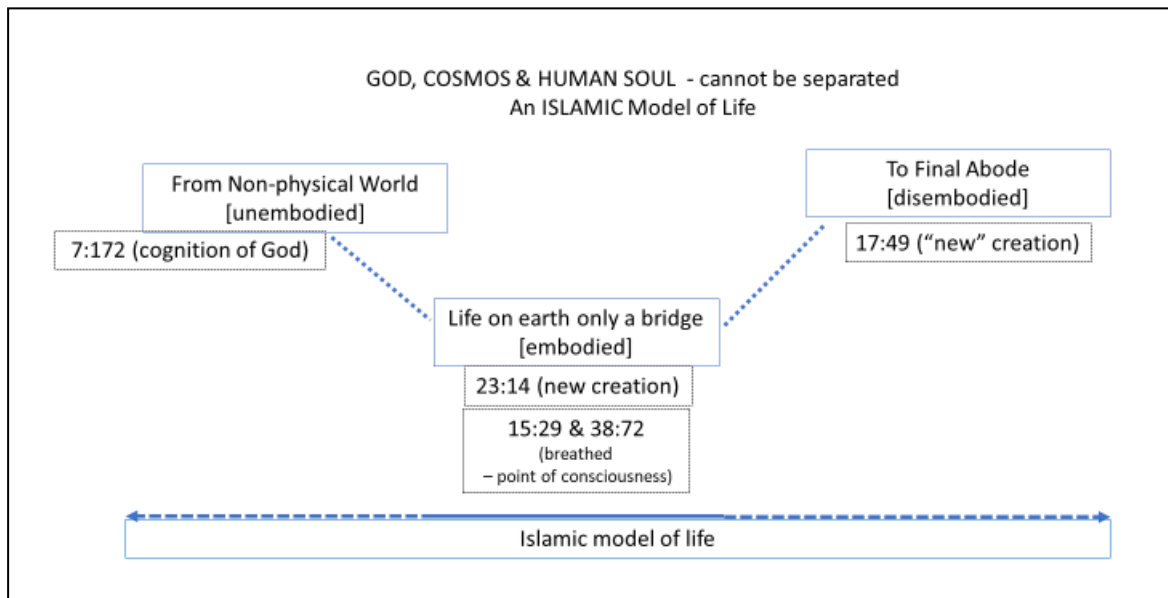 GOD, COSMOS & HUMAN SOUL - cannot be separated
An ISLAMIC Model of Life
From Non-physical World
[unembodied]
7:172 (cognition of God)
To Final Abode
[disembodied]
17:49 (“new” creation)
Life on earth only a bridge
[embodied]
23:14 (new creation)
15:29 & 38:72
(breathed
– point of consciousness)
Islamic model of life